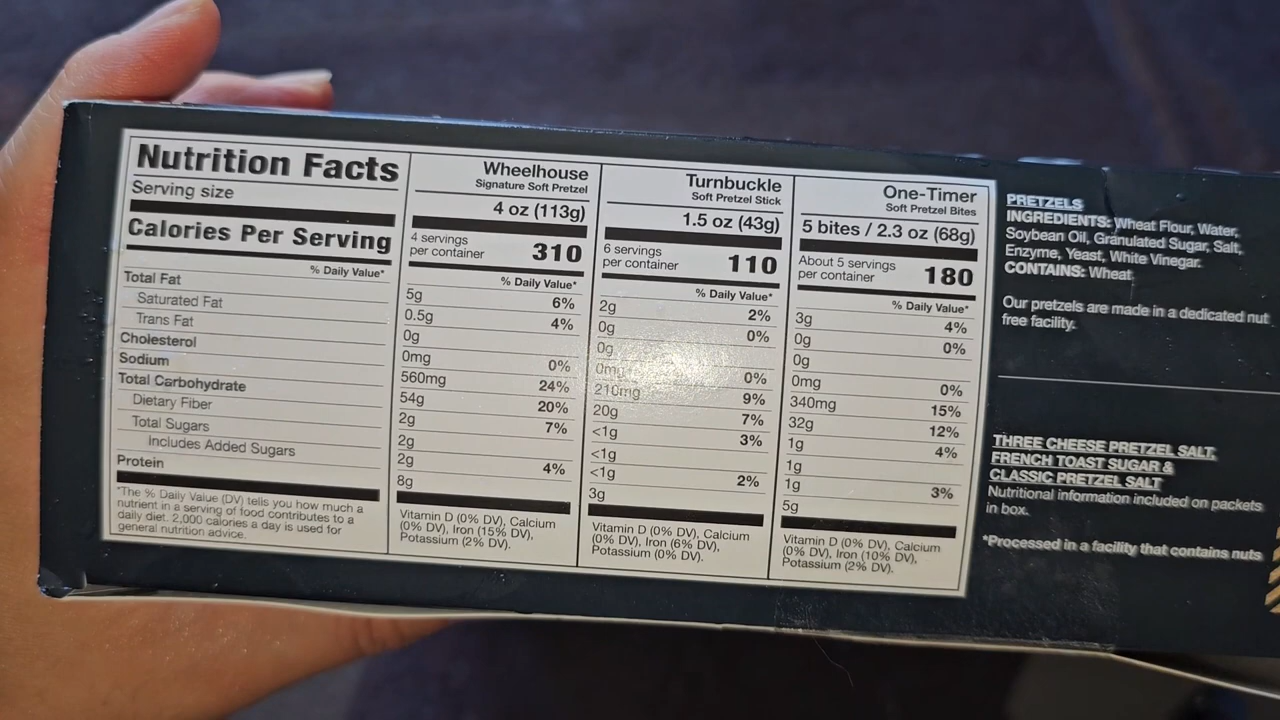 Nutrition Facts
Serving size
Calories Per Serving
% Daily Value*
Total Fat
Saturated Fat
Trans Fat
Cholesterol
Sodium
Total Carbohydrate
Dietary Fiber
Total Sugars
Includes Added Sugars
Protein
*The % Daily Value (DV) tells you how much a
nutrient in a serving of food contributes to a
daily diet. 2,000 calories a day is used for
general nutrition advice.
Wheelhouse
Signature Soft Pretzel
4 oz (113g)
4 servings
per container 310
% Daily Value*
5g 6%
0.5g 4%
0g
0mg 0%
560mg 24%
54g 20%
2g 7%
2g
2g 4%
8g
Vitamin D (0% DV), Calcium
(0% DV), Iron (15% DV),
Potassium (2% DV).
Turnbuckle
Soft Pretzel Stick
1.5 oz (43g)
6 servings
per container 110
% Daily Value*
2g 2%
0g 0%
0g
0mg 0%
210mg 9%
20g 7%
<1g 3%
<1g
<1g 2%
3g
Vitamin D (0% DV), Calcium
(0% DV), Iron (6% DV),
Potassium (0% DV).
One-Timer
Soft Pretzel Bites
5 bites / 2.3 oz (68g)
About 5 servings
per container 180
% Daily Value*
3g 4%
0g 0%
0g
0mg 0%
340mg 15%
32g 12%
1g 4%
1g
1g 3%
5g
Vitamin D (0% DV), Calcium
(0% DV), Iron (10% DV),
Potassium (2% DV).
PRETZELS
INGREDIENTS: Wheat Flour, Water,
Soybean Oil, Granulated Sugar, Salt,
Enzyme, Yeast, White Vinegar.
CONTAINS: Wheat
Our pretzels are made in a dedicated nut
free facility.
THREE CHEESE PRETZEL SALT,
FRENCH TOAST SUGAR &
CLASSIC PRETZEL SALT
Nutritional information included on packets
in box.
*Processed in a facility that contains nuts